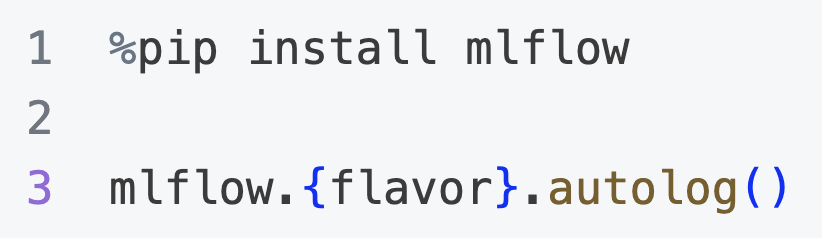 1 %pip install mlflow
2
3 mlflow.{flavor}.autolog()